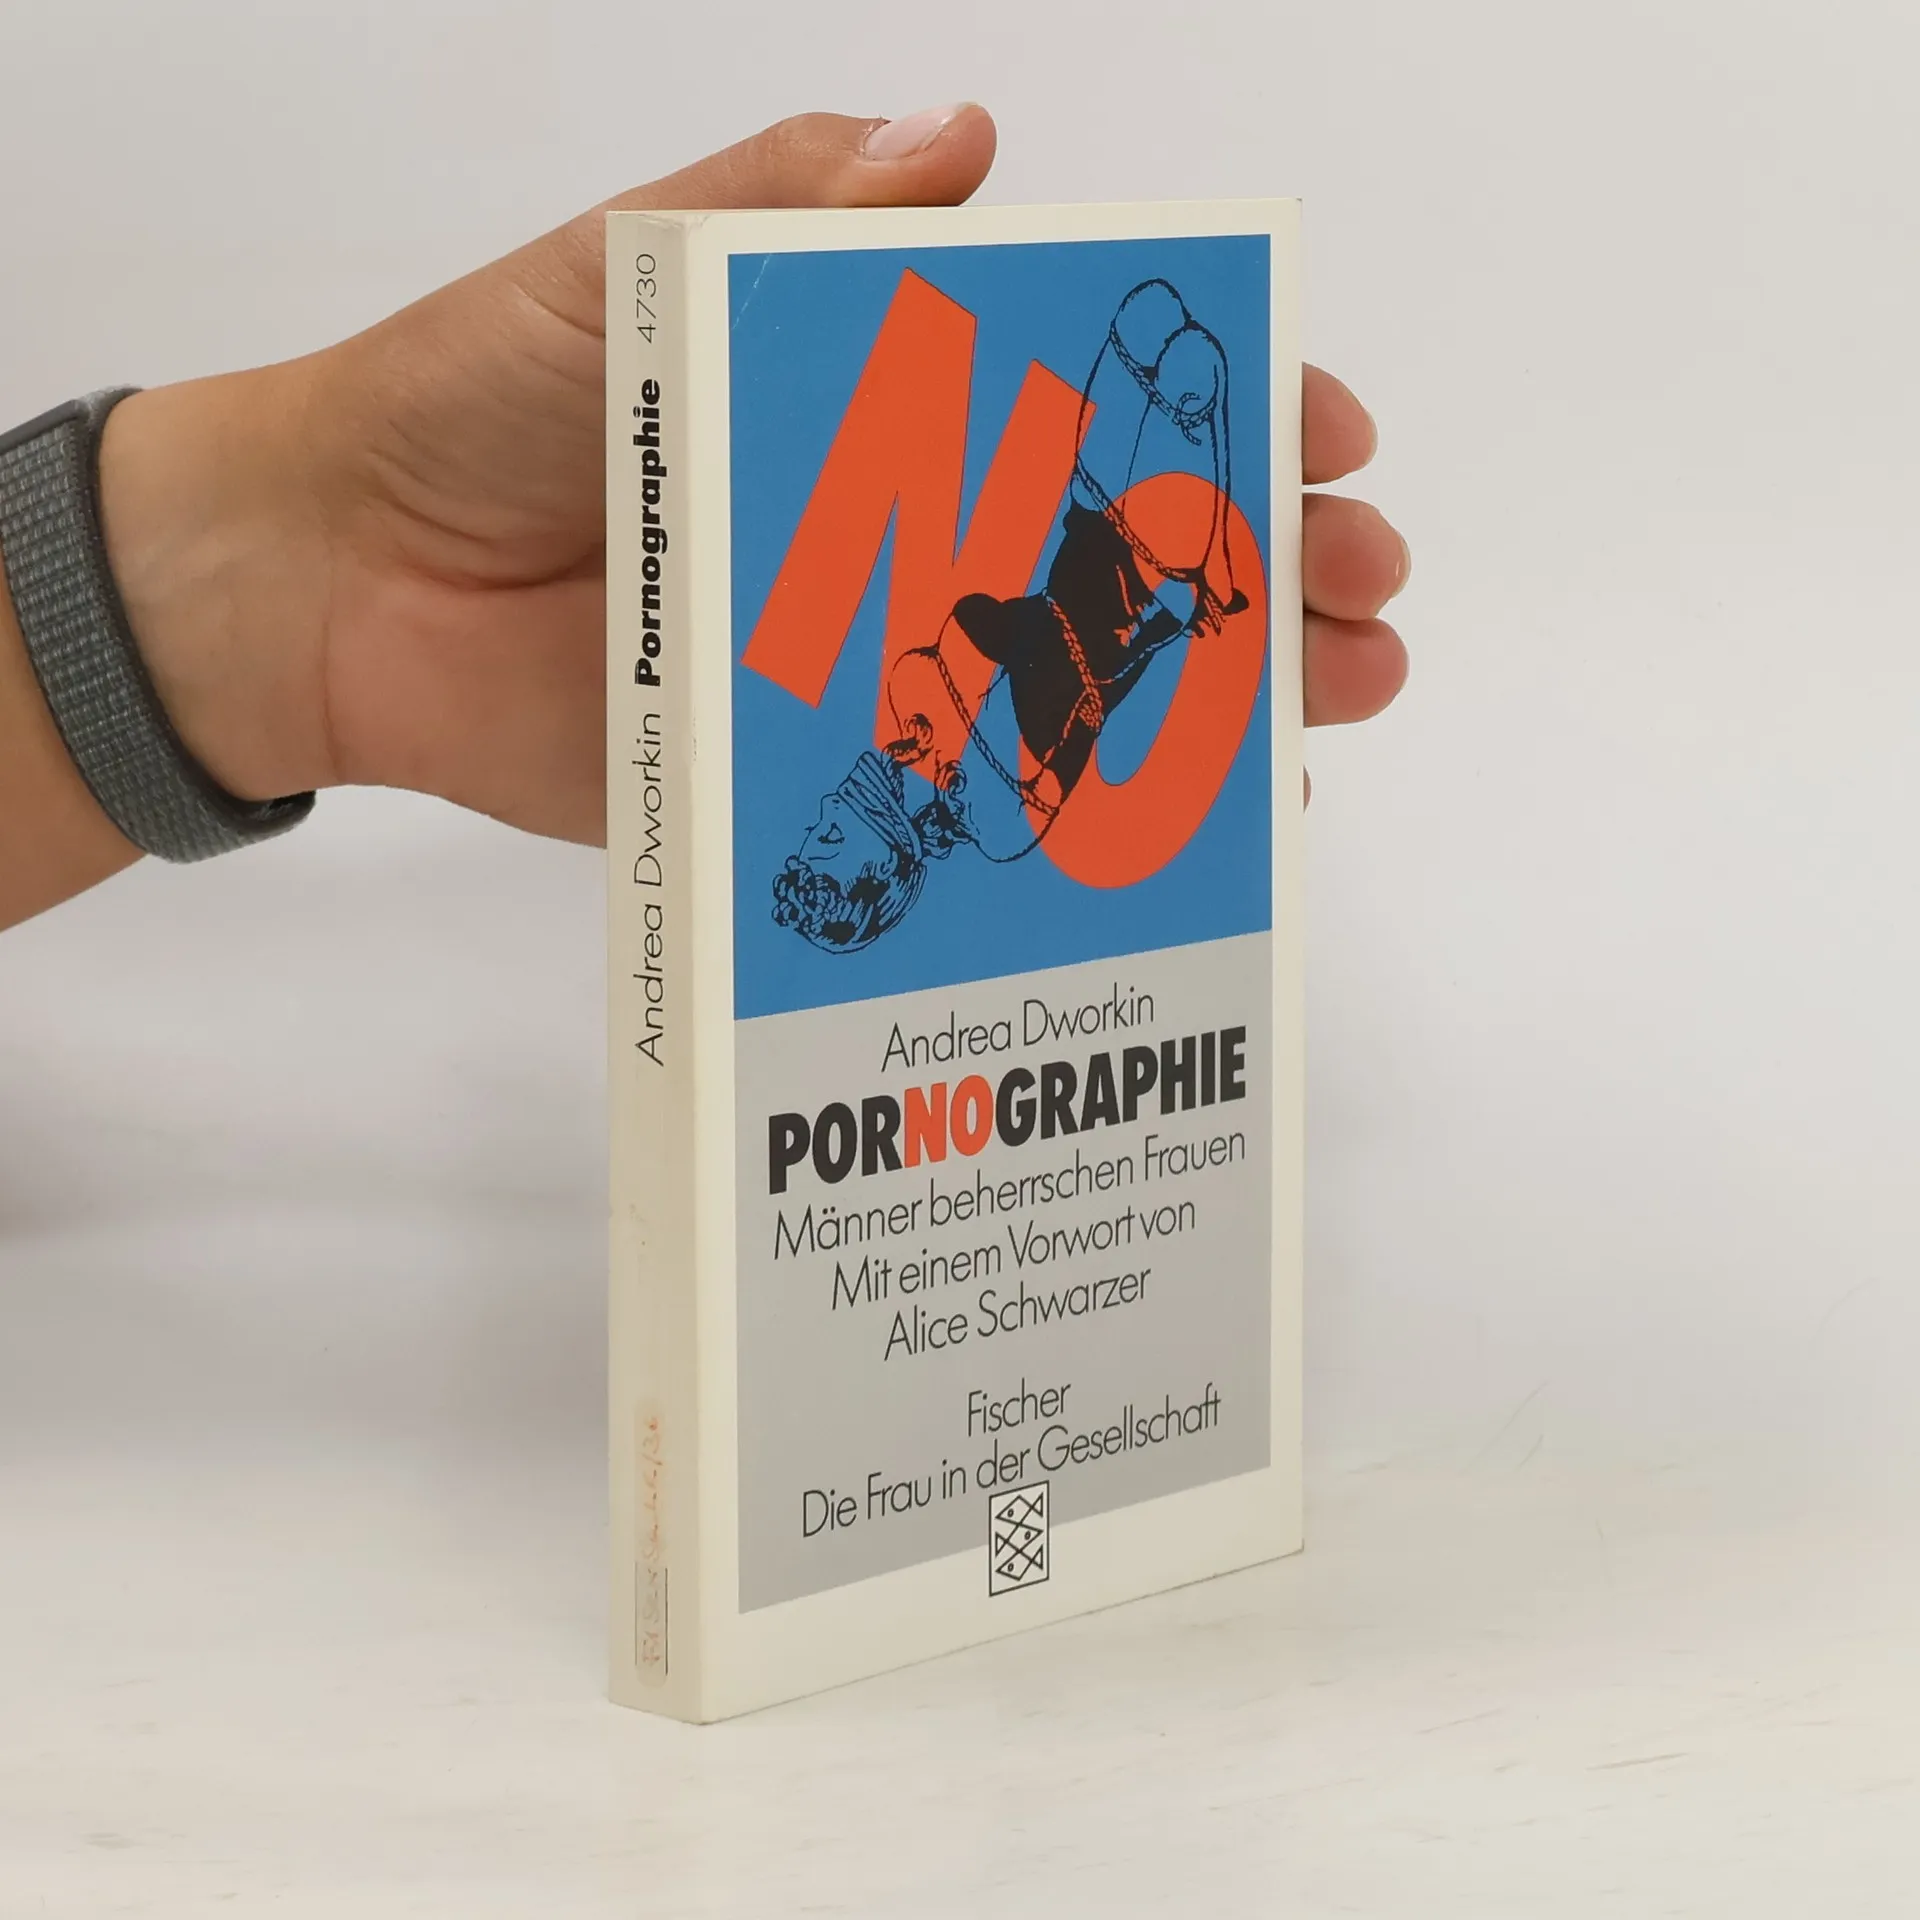 Andrea Dworkin Pornographie 4730
NO
Andrea Dworkin
PORNOGRAPHIE
Männer beherrschen Frauen
Mit einem Vorwort von
Alice Schwarzer
Fischer
Die Frau in der Gesellschaft